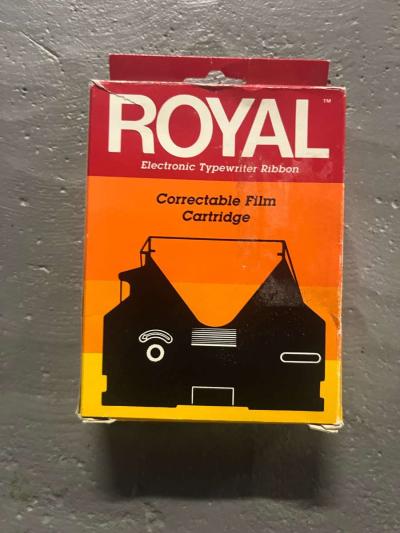 ROYAL™
Electronic Typewriter Ribbon
Correctable Film
Cartridge